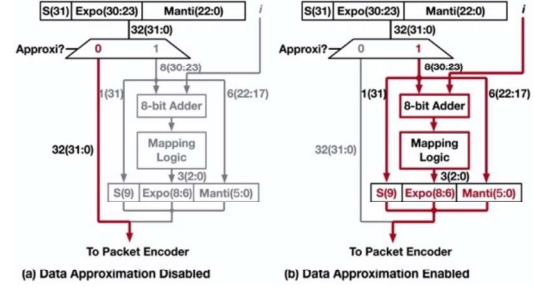 S(31) Expo(30:23) Manti(22:0)
32(31:0)
Approxi? 0 1
8(30:23)
1(31) 8-bit Adder 6(22:17)
32(31:0) Mapping Logic
3(2:0)
S(9) Expo(8:6) Manti(5:0)
To Packet Encoder
(a) Data Approximation Disabled
S(31) Expo(30:23) Manti(22:0) i
32(31:0)
Approxi? 0 1
8(30:23)
1(31) 8-bit Adder 6(22:17)
32(31:0) Mapping Logic
3(2:0)
S(9) Expo(8:6) Manti(5:0)
To Packet Encoder
(b) Data Approximation Enabled